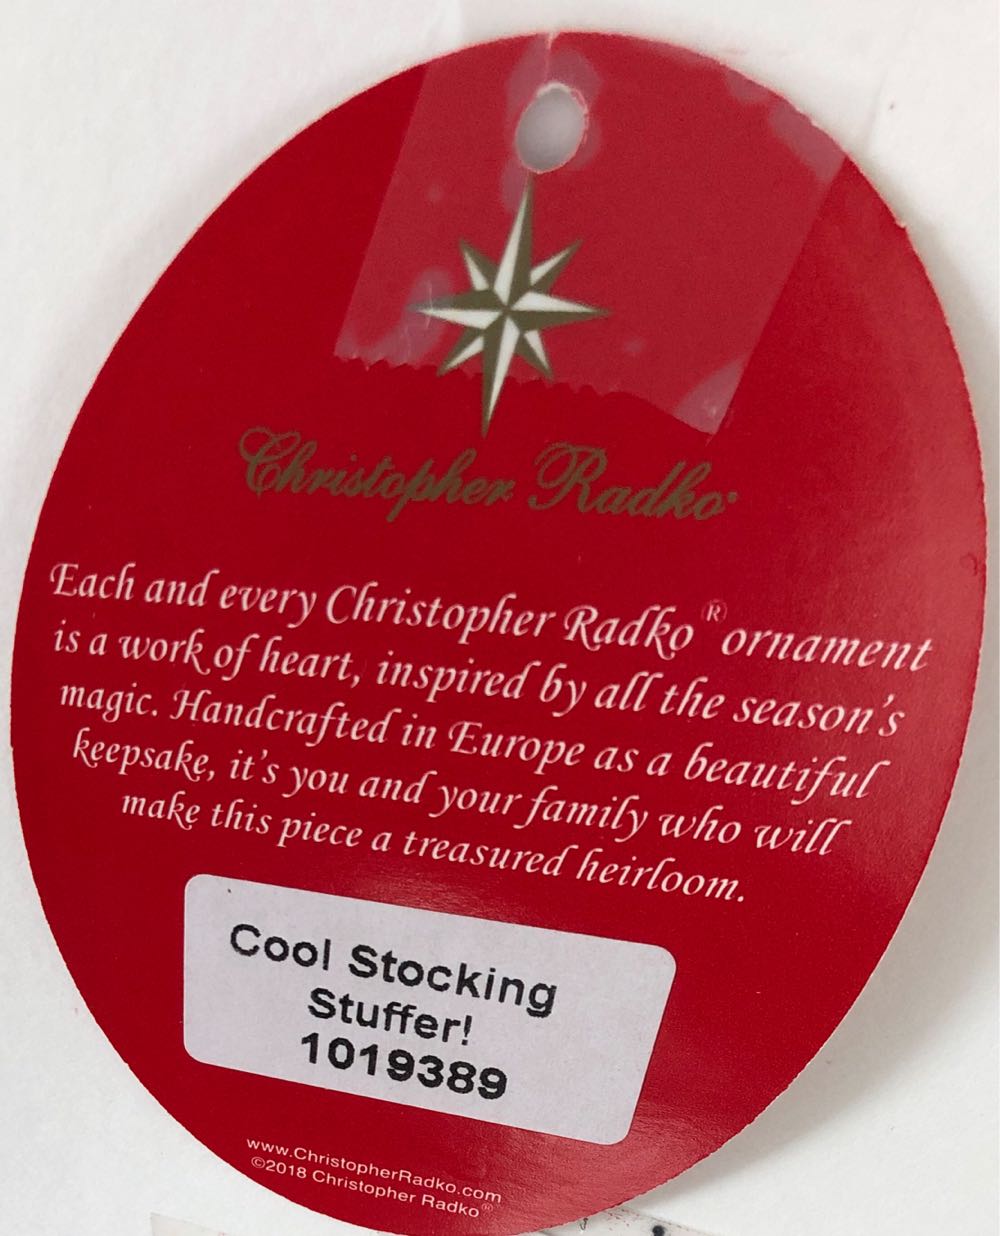 Christopher Radko
Each and every Christopher Radko® ornament
is a work of heart, inspired by all the season's
magic. Handcrafted in Europe as a beautiful
keepsake, it's you and your family who will
make this piece a treasured heirloom.
Cool Stocking
Stuffer!
1019389
www.ChristopherRadko.com
©2018 Christopher Radko®